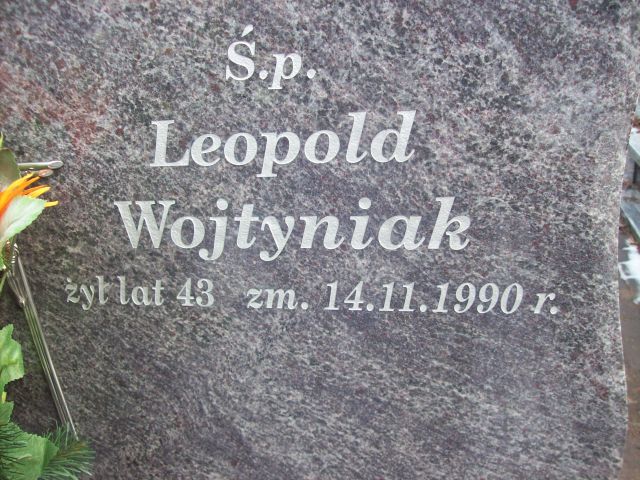 Ś.p.
Leopold
Wojtyniak
żył lat 43 zm. 14.11.1990 r.